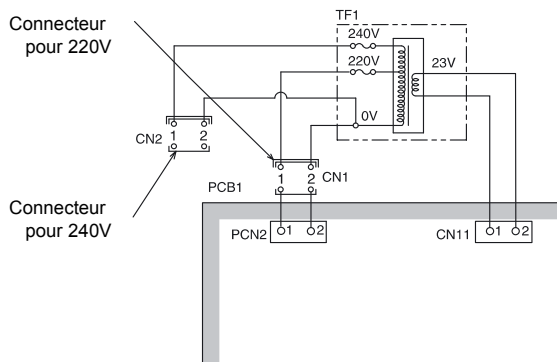 Connecteur
pour 220V
TF1
240V
220V
23V
0V
1 2
CN2
1 2
CN1
Connecteur
pour 240V
PCB1
PCN2
1 2
CN11
1 2